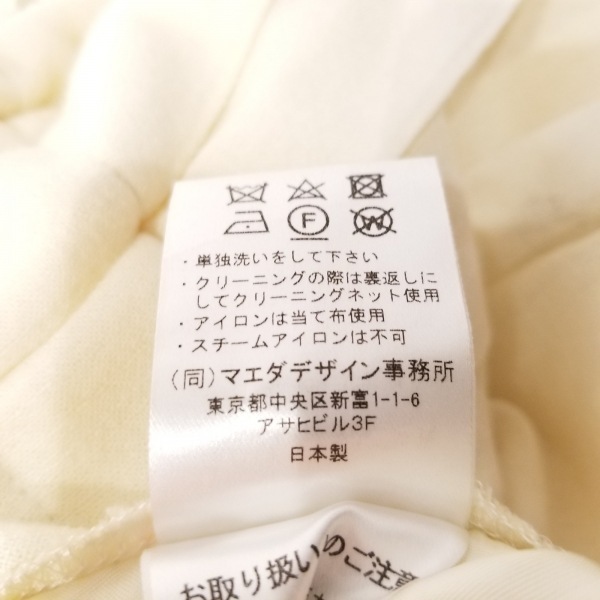 F
W
・単独洗いをして下さい
・クリーニングの際は裏返しに
してクリーニングネット使用
・アイロンは当て布使用
・スチームアイロンは不可
(同)マエダデザイン事務所
東京都中央区新富1-1-6
アサヒビル3F
日本製
お取り扱いのご注意